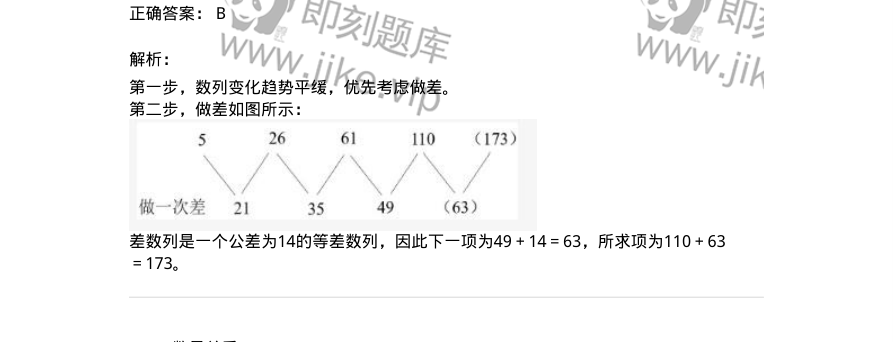 正确答案： B
即刻题库
www.jike.vip
解析：
第一步，数列变化趋势平缓，优先考虑做差。
第二步，做差如图所示：
5 26 61 110 （173）
做一次差 21 35 49 （63）
差数列是一个公差为14的等差数列，因此下一项为49 + 14 = 63，所求项为110 + 63
= 173。